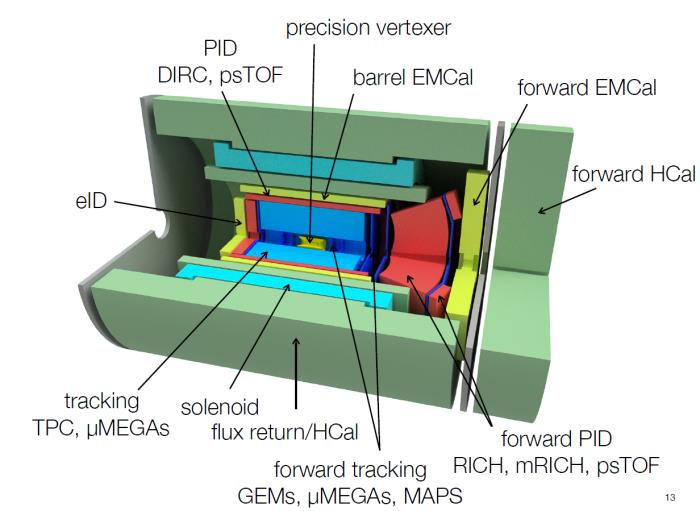 precision vertexer
PID
DIRC, psTOF
barrel EMCal
forward EMCal
forward HCal
eID
tracking
TPC, µMEGAs
solenoid
flux return/HCal
forward tracking
GEMs, µMEGAs, MAPS
forward PID
RICH, mRICH, psTOF
13